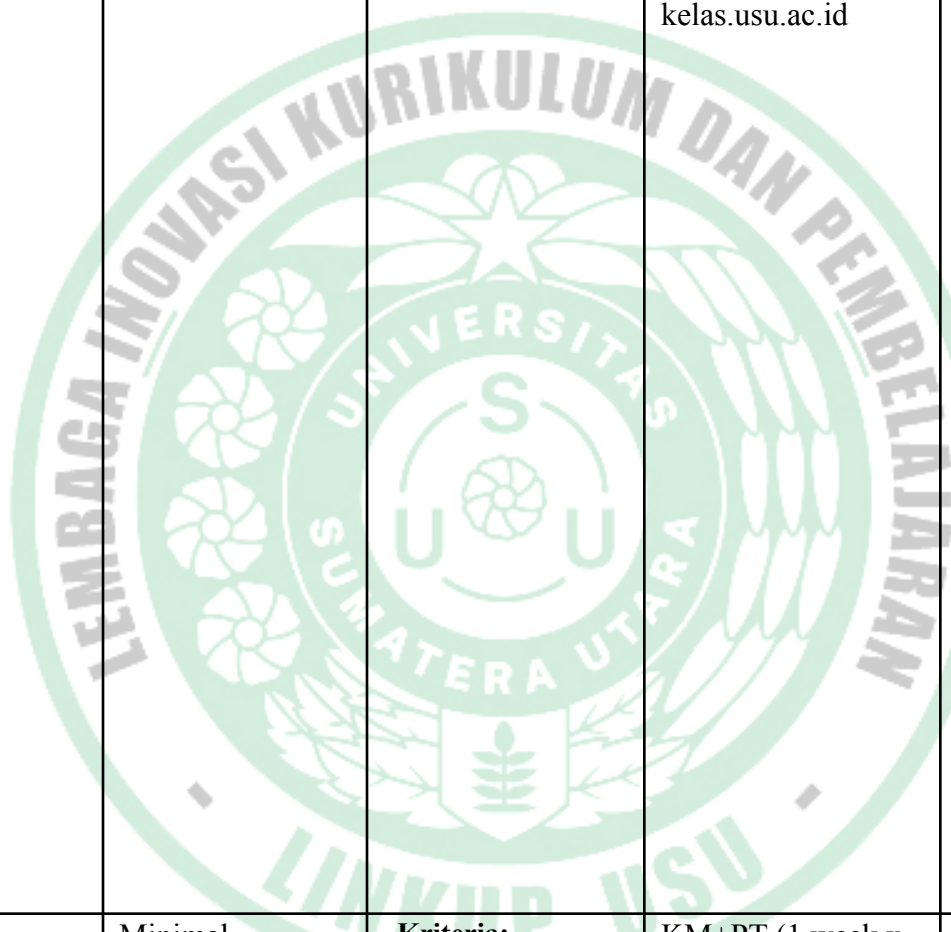 kelas.usu.ac.id
LEMBAGA INOVASI KURIKULUM DAN PEMBELAJARAN
UNIVERSITAS
S
U U
SUMATERA UTARA
- LINKUP USU -
Minimal
Kriteria:
KM+PT (1 week x